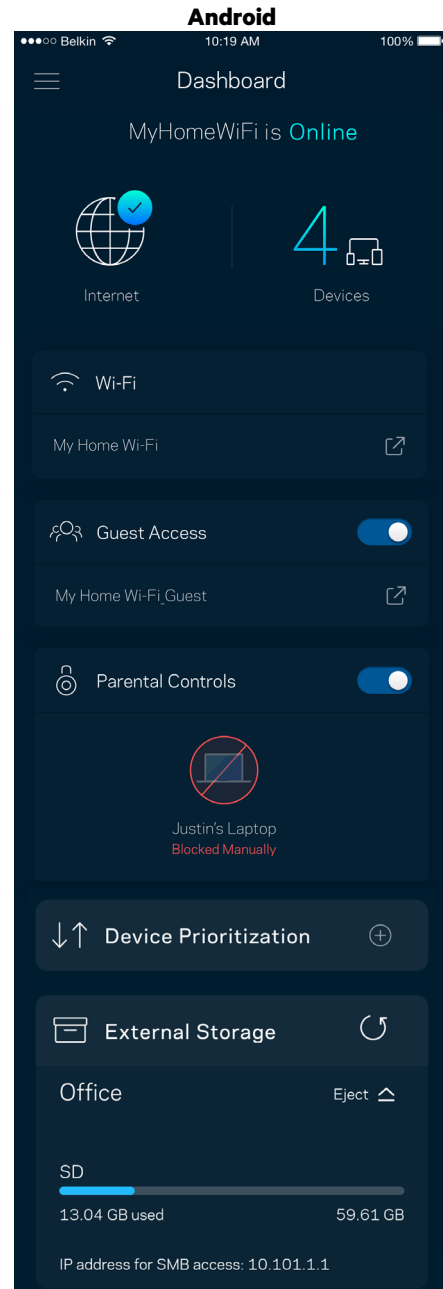 Android
Belkin 10:19 AM 100%
Dashboard
MyHomeWiFi is Online
4
Internet Devices
Wi-Fi
My Home Wi-Fi
Guest Access
My Home Wi-Fi_Guest
Parental Controls
Justin's Laptop
Blocked Manually
Device Prioritization
External Storage
Office Eject
SD
13.04 GB used 59.61 GB
IP address for SMB access: 10.101.1.1